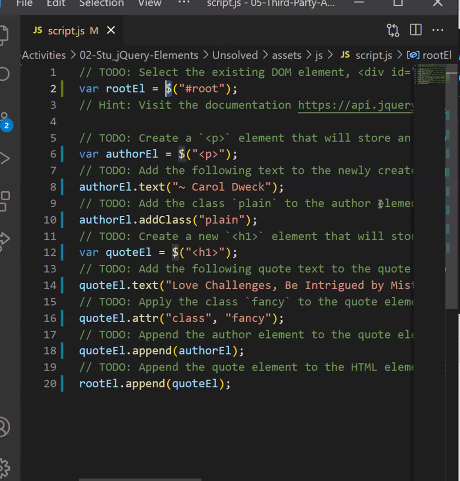 File Edit Selection View ··· script.js - 05-Third-Party-A...
JS script.js M ×
Activities > 02-Stu_jQuery-Elements > Unsolved > assets > js > JS script.js > rootEl
1 // TODO: Select the existing DOM element, <div id=
2 var rootEl = $("#root");
3 // Hint: Visit the documentation https://api.jquery
4
5 // TODO: Create a `<p>` element that will store an
6 var authorEl = $("<p>");
7 // TODO: Add the following text to the newly creat
8 authorEl.text("~ Carol Dweck");
9 // TODO: Add the class `plain` to the author elemen
10 authorEl.addClass("plain");
11 // TODO: Create a new `<h1>` element that will stor
12 var quoteEl = $("<h1>");
13 // TODO: Add the following quote text to the quote
14 quoteEl.text("Love Challenges, Be Intrigued by Mist
15 // TODO: Apply the class `fancy` to the quote eleme
16 quoteEl.attr("class", "fancy");
17 // TODO: Append the author element to the quote ele
18 quoteEl.append(authorEl);
19 // TODO: Append the quote element to the HTML eleme
20 rootEl.append(quoteEl);
2